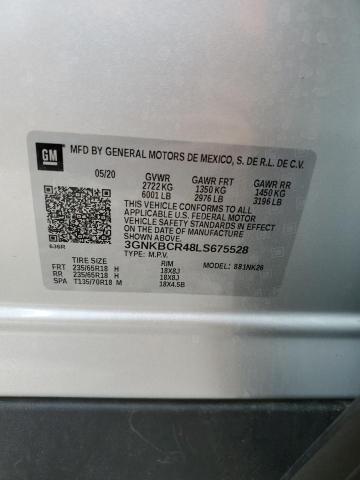 GM
MFD BY GENERAL MOTORS DE MEXICO, S. DE R.L. DE C.V.
05/20 GVWR GAWR FRT GAWR RR
2722 KG 1350 KG 1450 KG
6001 LB 2976 LB 3196 LB
THIS VEHICLE CONFORMS TO ALL
APPLICABLE U.S. FEDERAL MOTOR
VEHICLE SAFETY STANDARDS IN
EFFECT ON THE DATE OF
MANUFACTURE SHOWN ABOVE.
3GNKBCR48LS675528
636R TYPE: M.P.V. MODEL: 881NK26
TIRE SIZE RIM
FRT 235/65R18 H 18X8J
RR 235/65R18 H 18X8J
SPA T135/70R18 M 18X4.5B